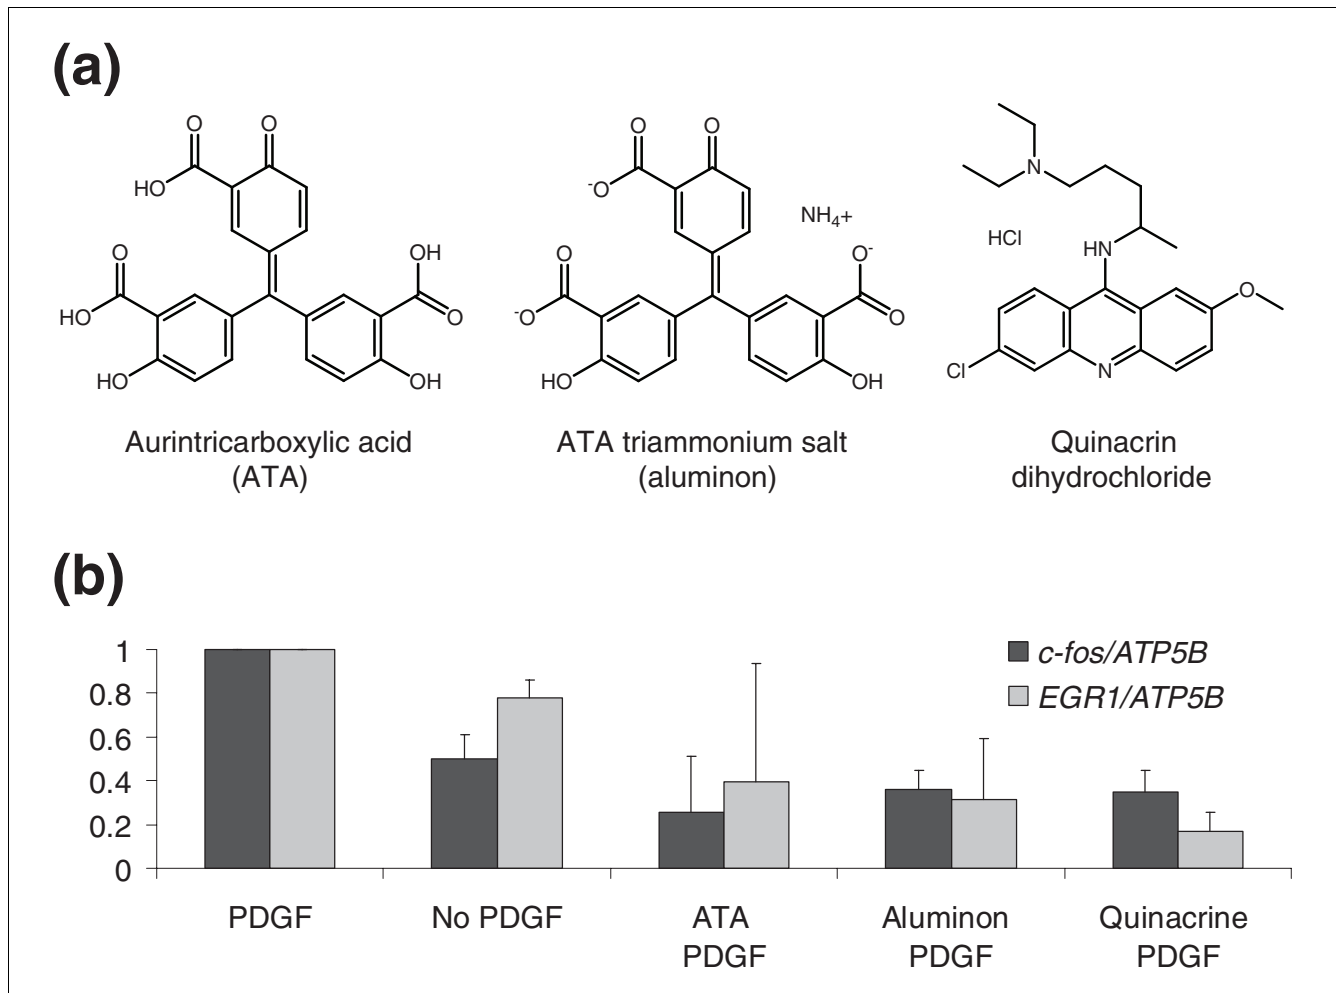 (a)
O
O
HO
O
HO
HO
OH
O
OH
O
O
-O
NH4+
O
-O
HO
O-
O
OH
N
HCl
HN
O
Cl
N
Aurintricarboxylic acid
(ATA)
ATA triammonium salt
(aluminon)
Quinacrin
dihydrochloride
(b)
1
0.8
0.6
0.4
0.2
0
c-fos/ATP5B
EGR1/ATP5B
PDGF
No PDGF
ATA
PDGF
Aluminon
PDGF
Quinacrine
PDGF